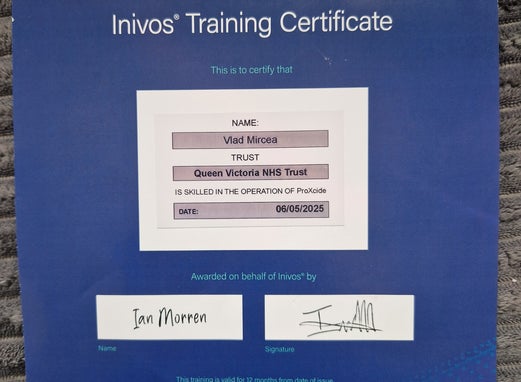 Inivos® Training Certificate
This is to certify that
NAME:
Vlad Mircea
TRUST
Queen Victoria NHS Trust
IS SKILLED IN THE OPERATION OF ProXcide
DATE: 06/05/2025
Awarded on behalf of Inivos® by
Ian Morren
Name
Signature
This training is valid for 12 months from date of issue